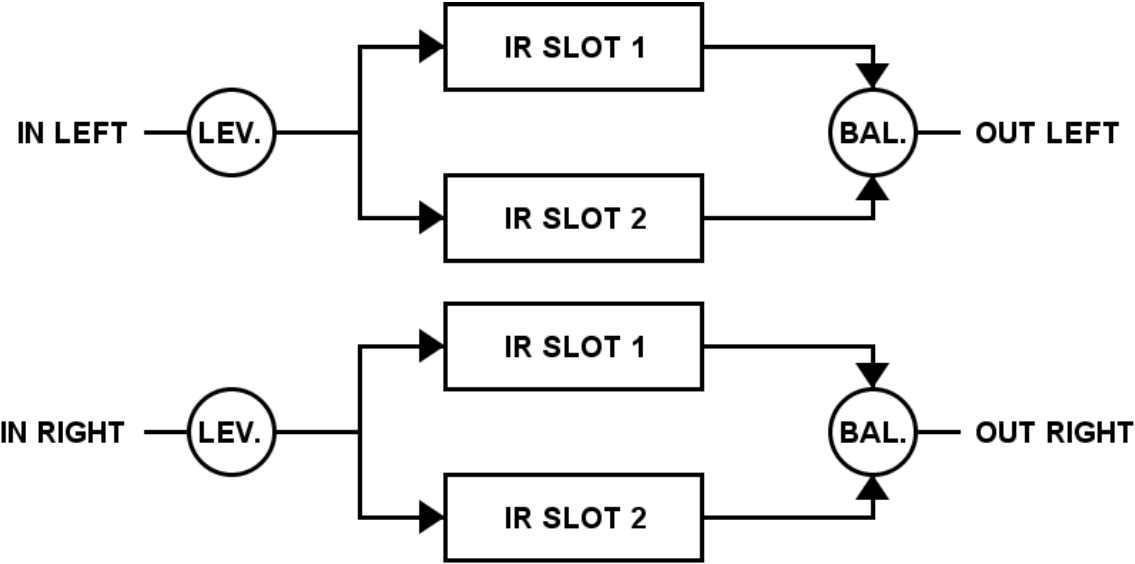 IR SLOT 1
IN LEFT LEV. BAL. OUT LEFT
IR SLOT 2
IR SLOT 1
IN RIGHT LEV. BAL. OUT RIGHT
IR SLOT 2